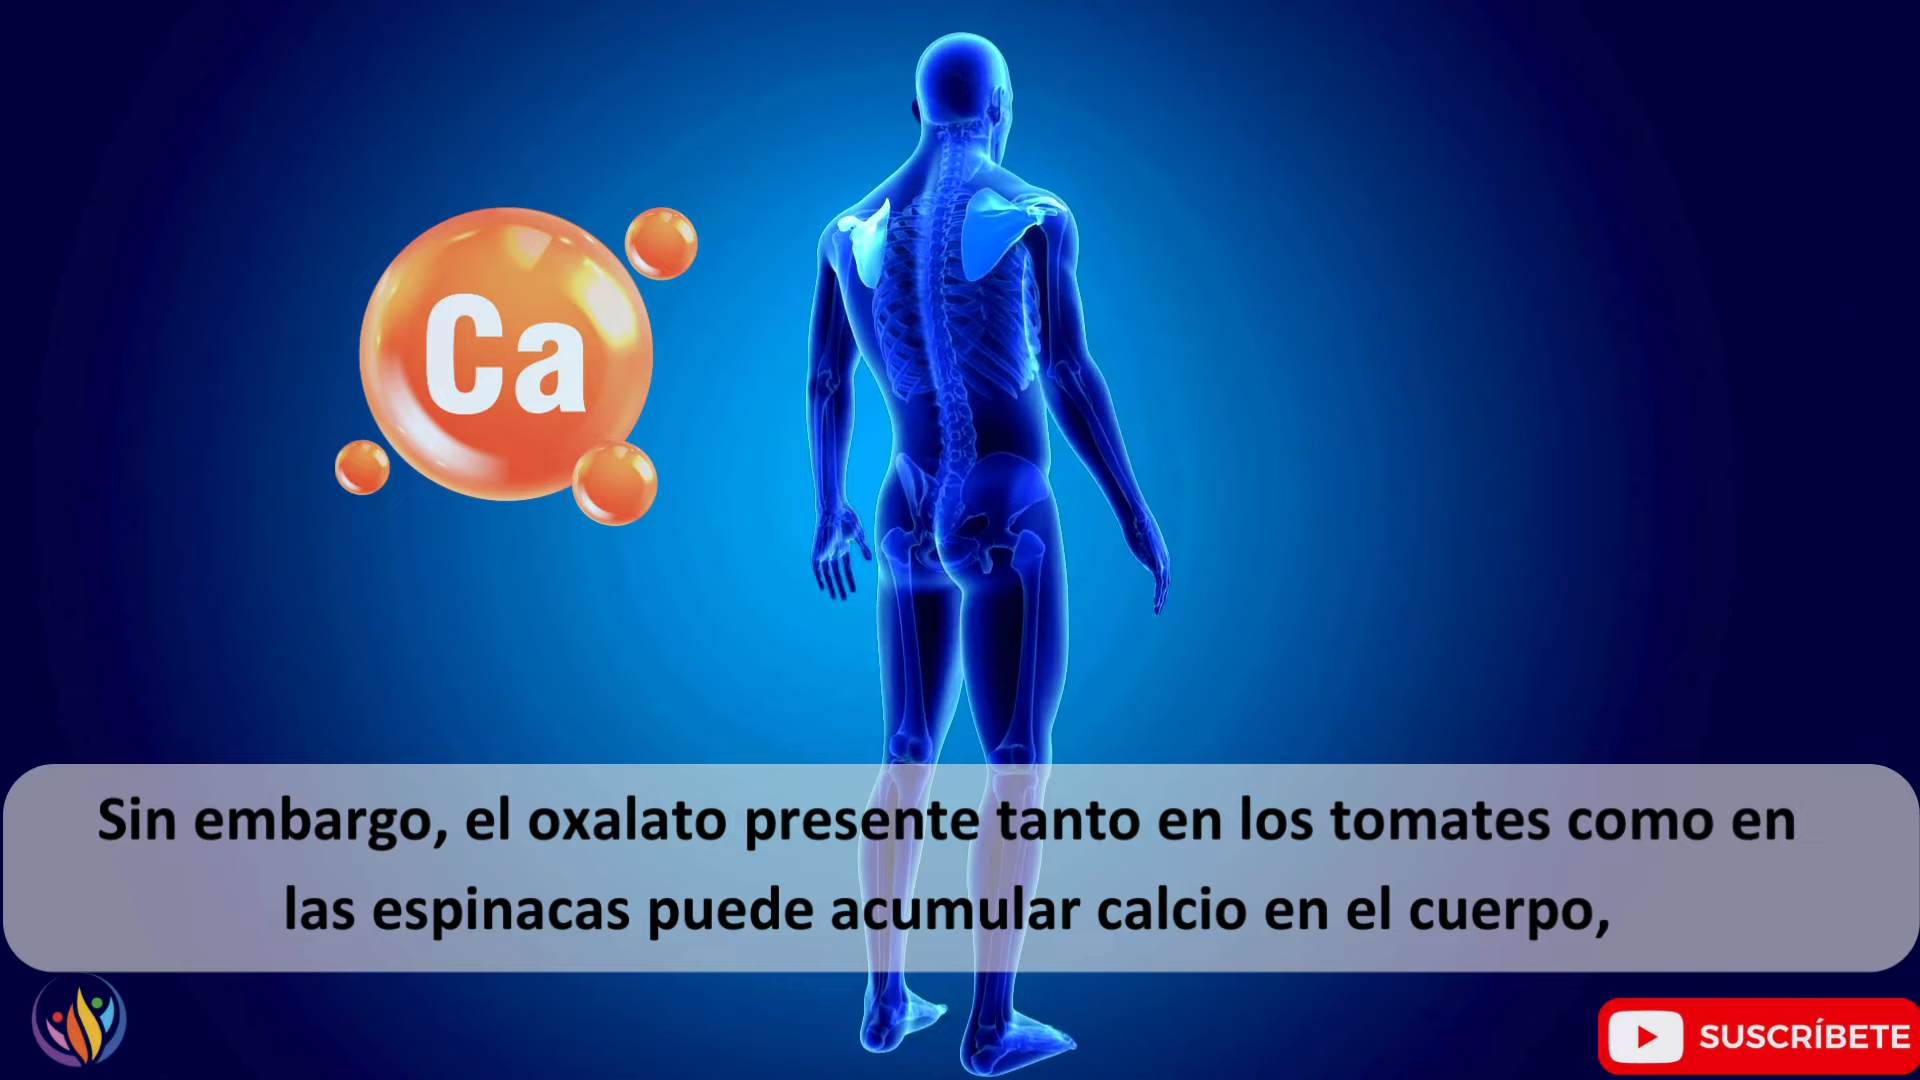 Ca
Sin embargo, el oxalato presente tanto en los tomates como en
las espinacas puede acumular calcio en el cuerpo,
SUSCRÍBETE